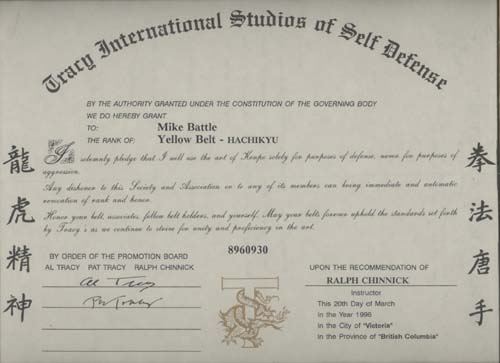 Tracy International Studios of Self Defense
BY THE AUTHORITY GRANTED UNDER THE CONSTITUTION OF THE GOVERNING BODY
WE DO HEREBY GRANT
TO: Mike Battle
THE RANK OF: Yellow Belt - HACHIKYU
I solemnly pledge that I will use the art of Kenpo solely for purposes of defense, never for purposes of
aggression.
Any dishonor to this Society and Association or to any of its members can bring immediate and automatic
revocation of rank and honor.
Honor your belt, associates, fellow belt holders, and yourself. May your belts forever uphold the standards set forth
by Tracy's as we continue to strive for unity and proficiency in the art.
龍虎精神
拳法唐手
8960930
BY ORDER OF THE PROMOTION BOARD
AL TRACY PAT TRACY RALPH CHINNICK
Al Tracy
Pat Tracy
UPON THE RECOMMENDATION OF
RALPH CHINNICK
Instructor
This 20th Day of March
In the Year 1996
In the City of "Victoria"
In the Province of "British Columbia"